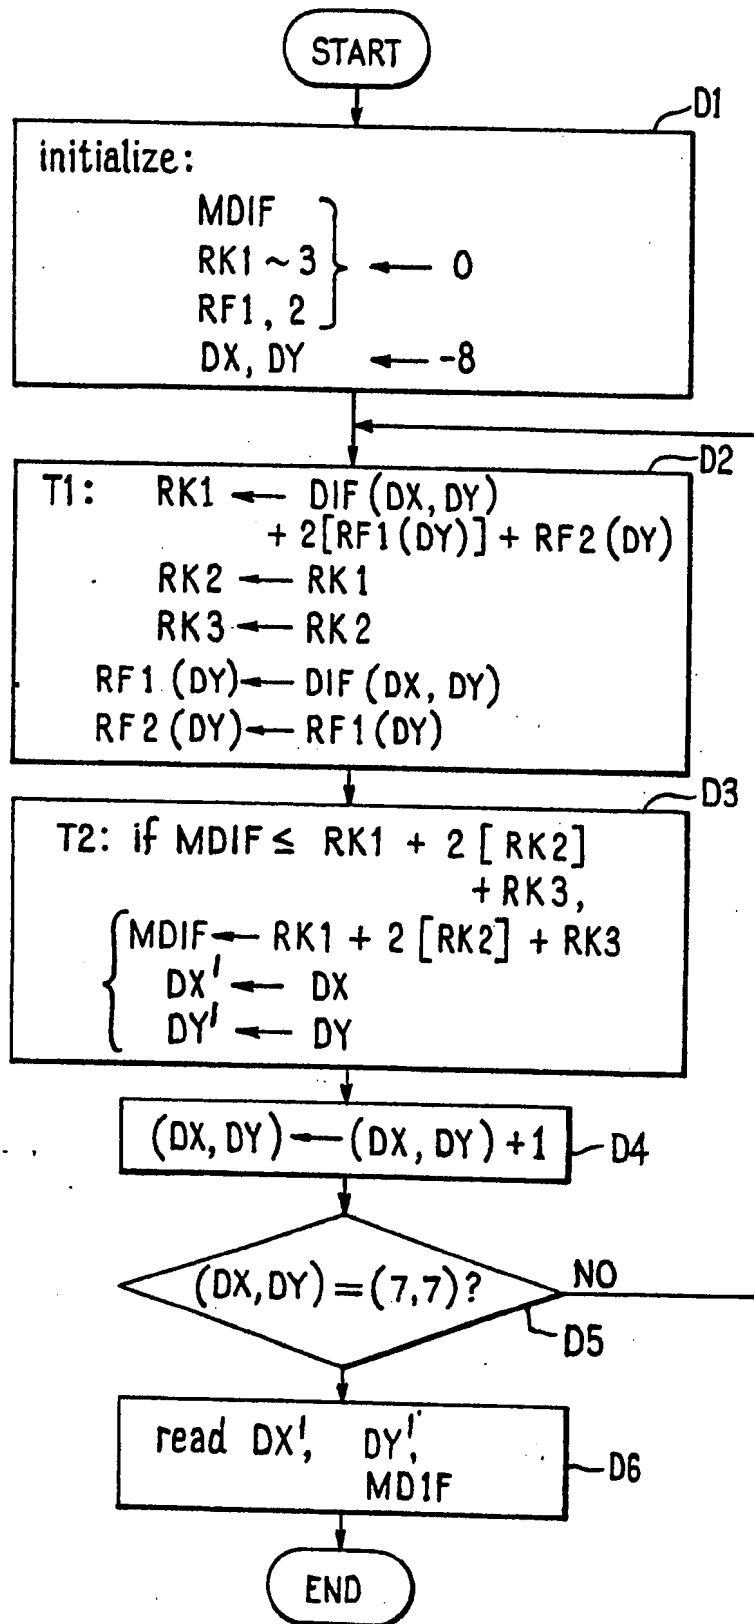 START
D1
initialize:
MDIF
RK1 ~ 3 ← 0
RF1, 2
DX, DY ← -8
D2
T1: RK1 ← DIF(DX, DY)
+ 2[RF1(DY)] + RF2(DY)
RK2 ← RK1
RK3 ← RK2
RF1(DY) ← DIF(DX, DY)
RF2(DY) ← RF1(DY)
D3
T2: if MDIF ≤ RK1 + 2[RK2]
+ RK3,
MDIF ← RK1 + 2[RK2] + RK3
DX' ← DX
DY' ← DY
(DX, DY) ← (DX, DY) + 1
D4
(DX, DY) = (7,7)?
NO
D5
read DX', DY',
MD1F
D6
END